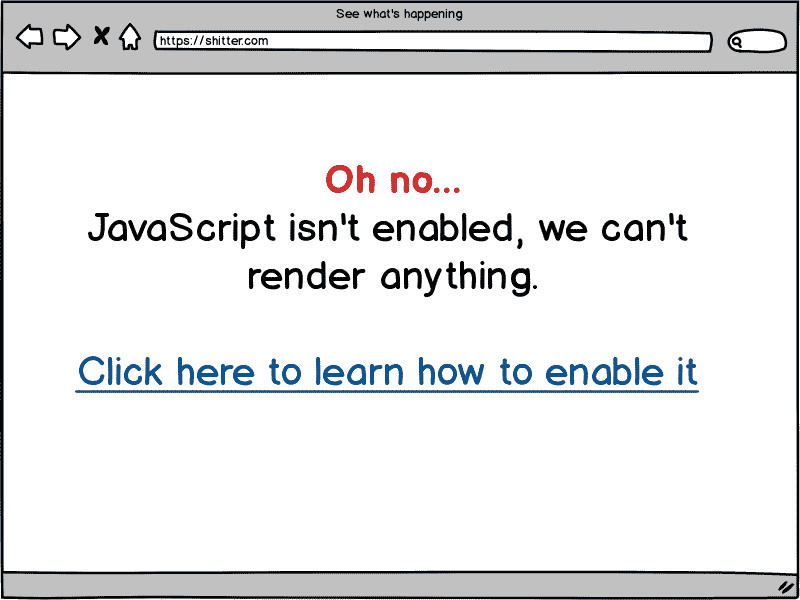 See what's happening
https://shitter.com
Oh no...
JavaScript isn't enabled, we can't
render anything.
Click here to learn how to enable it